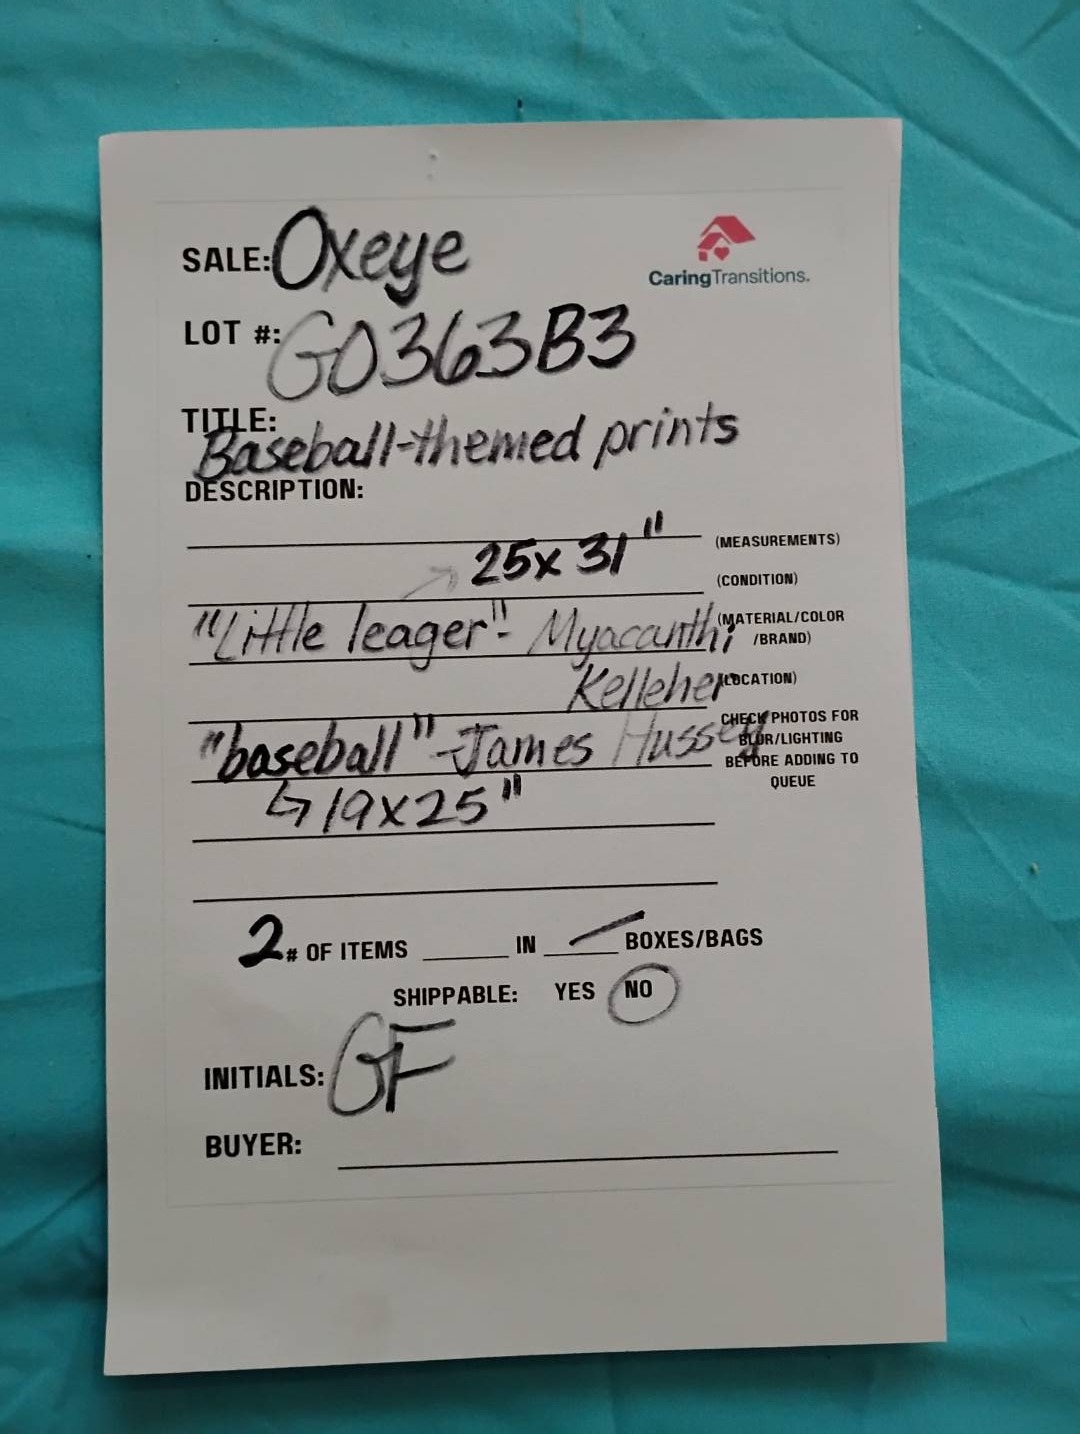 SALE: Oxeye
CaringTransitions.
LOT #: G0363B3
TITLE:
Baseball-themed prints
DESCRIPTION:
25x31" (MEASUREMENTS)
(CONDITION)
"Little leager"- Myacanthi (MATERIAL/COLOR
/BRAND)
Kelleher (LOCATION)
"baseball"-James Hussey CHECK PHOTOS FOR
BLUR/LIGHTING
BEFORE ADDING TO
QUEUE
↳19x25"
2 # OF ITEMS IN BOXES/BAGS
SHIPPABLE: YES NO
INITIALS: GF
BUYER: